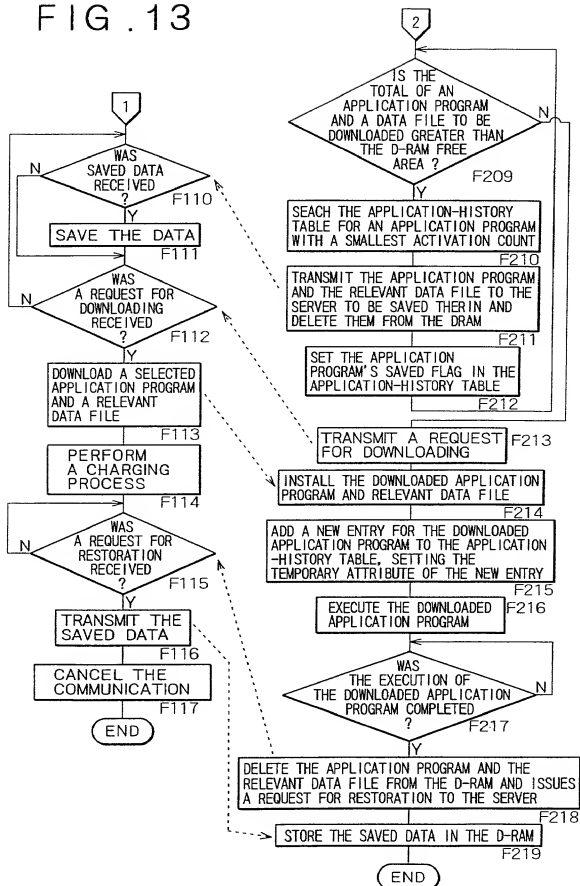 FIG.13
1
WAS
SAVED DATA
RECEIVED
?
N
Y
F110
SAVE THE DATA
F111
WAS
A REQUEST FOR
DOWNLOADING
RECEIVED
?
N
Y
F112
DOWNLOAD A SELECTED
APPLICATION PROGRAM
AND A RELEVANT
DATA FILE
F113
PERFORM
A CHARGING
PROCESS
F114
WAS
A REQUEST FOR
RESTORATION
RECEIVED
?
N
Y
F115
TRANSMIT THE
SAVED DATA
F116
CANCEL THE
COMMUNICATION
F117
END
2
IS THE
TOTAL OF AN
APPLICATION PROGRAM
AND A DATA FILE TO BE
DOWNLOADED GREATER THAN
THE D-RAM FREE
AREA ?
N
Y
F209
SEACH THE APPLICATION-HISTORY
TABLE FOR AN APPLICATION PROGRAM
WITH A SMALLEST ACTIVATION COUNT
F210
TRANSMIT THE APPLICATION PROGRAM
AND THE RELEVANT DATA FILE TO THE
SERVER TO BE SAVED THERIN AND
DELETE THEM FROM THE DRAM
F211
SET THE APPLICATION
PROGRAM'S SAVED FLAG IN THE
APPLICATION-HISTORY TABLE
F212
TRANSMIT A REQUEST
FOR DOWNLOADING
F213
INSTALL THE DOWNLOADED APPLICATION
PROGRAM AND RELEVANT DATA FILE
F214
ADD A NEW ENTRY FOR THE DOWNLOADED
APPLICATION PROGRAM TO THE APPLICATION
-HISTORY TABLE, SETTING THE
TEMPORARY ATTRIBUTE OF THE NEW ENTRY
F215
EXECUTE THE DOWNLOADED
APPLICATION PROGRAM
F216
WAS
THE EXECUTION OF
THE DOWNLOADED APPLICATION
PROGRAM COMPLETED
?
N
Y
F217
DELETE THE APPLICATION PROGRAM AND THE
RELEVANT DATA FILE FROM THE D-RAM AND ISSUES
A REQUEST FOR RESTORATION TO THE SERVER
F218
STORE THE SAVED DATA IN THE D-RAM
F219
END